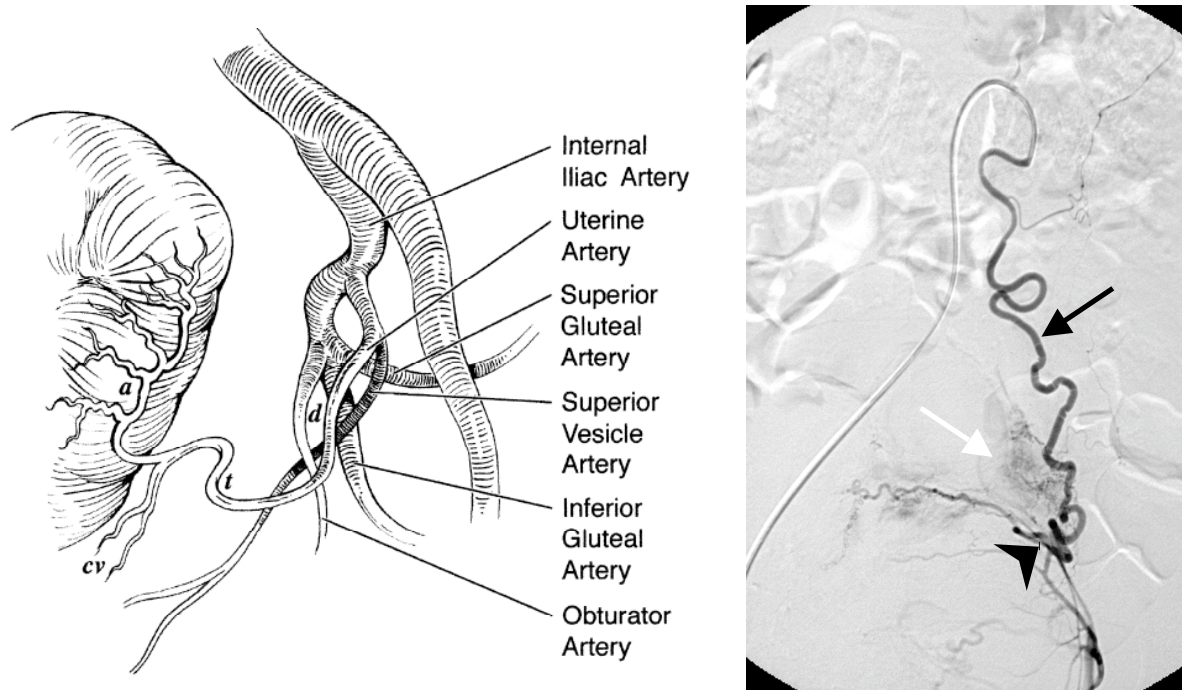 Internal
Iliac Artery
Uterine
Artery
Superior
Gluteal
Artery
Superior
Vesicle
Artery
Inferior
Gluteal
Artery
Obturator
Artery
a
d
t
cv